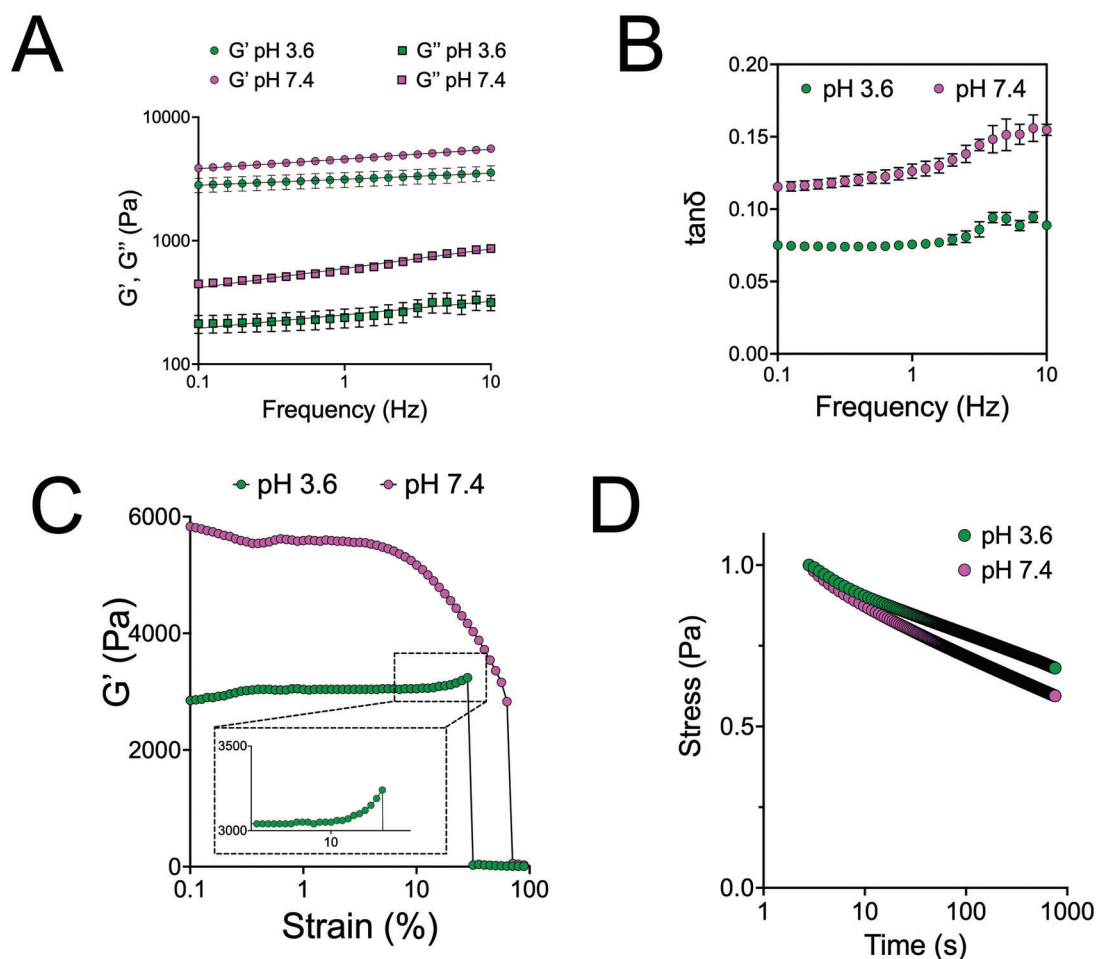 A
G’ pH 3.6 G’’ pH 3.6
G’ pH 7.4 G’’ pH 7.4
10000
1000
100
G’, G’’ (Pa)
0.1 1 10
Frequency (Hz)
B
pH 3.6 pH 7.4
0.20
0.15
0.10
0.05
0.00
tanδ
0.1 1 10
Frequency (Hz)
C
pH 3.6 pH 7.4
6000
4000
2000
0
G’ (Pa)
3500
3000
10
0.1 1 10 100
Strain (%)
D
pH 3.6
pH 7.4
1.0
0.5
0.0
Stress (Pa)
1 10 100 1000
Time (s)